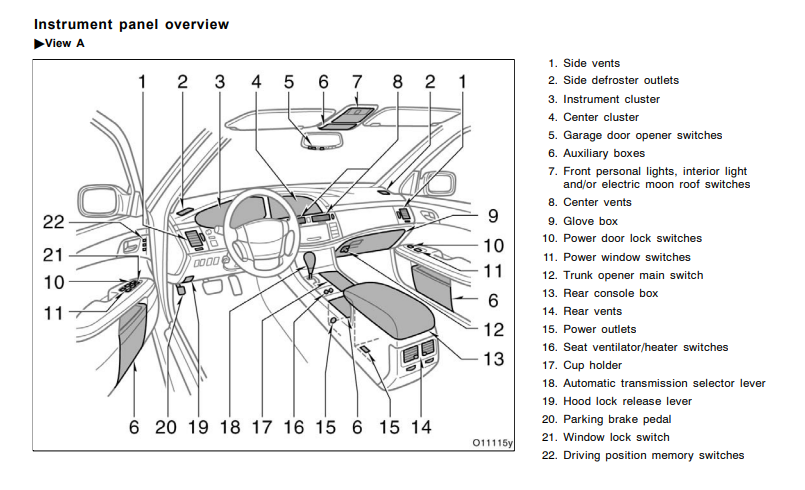 Instrument panel overview
▶View A
1 2 3 4 5 6 7 8 2 1
22
21
10
11
9
10
11
6
12
13
6 20 19 18 17 16 15 6 15 14
O11115y
1. Side vents
2. Side defroster outlets
3. Instrument cluster
4. Center cluster
5. Garage door opener switches
6. Auxiliary boxes
7. Front personal lights, interior light
and/or electric moon roof switches
8. Center vents
9. Glove box
10. Power door lock switches
11. Power window switches
12. Trunk opener main switch
13. Rear console box
14. Rear vents
15. Power outlets
16. Seat ventilator/heater switches
17. Cup holder
18. Automatic transmission selector lever
19. Hood lock release lever
20. Parking brake pedal
21. Window lock switch
22. Driving position memory switches